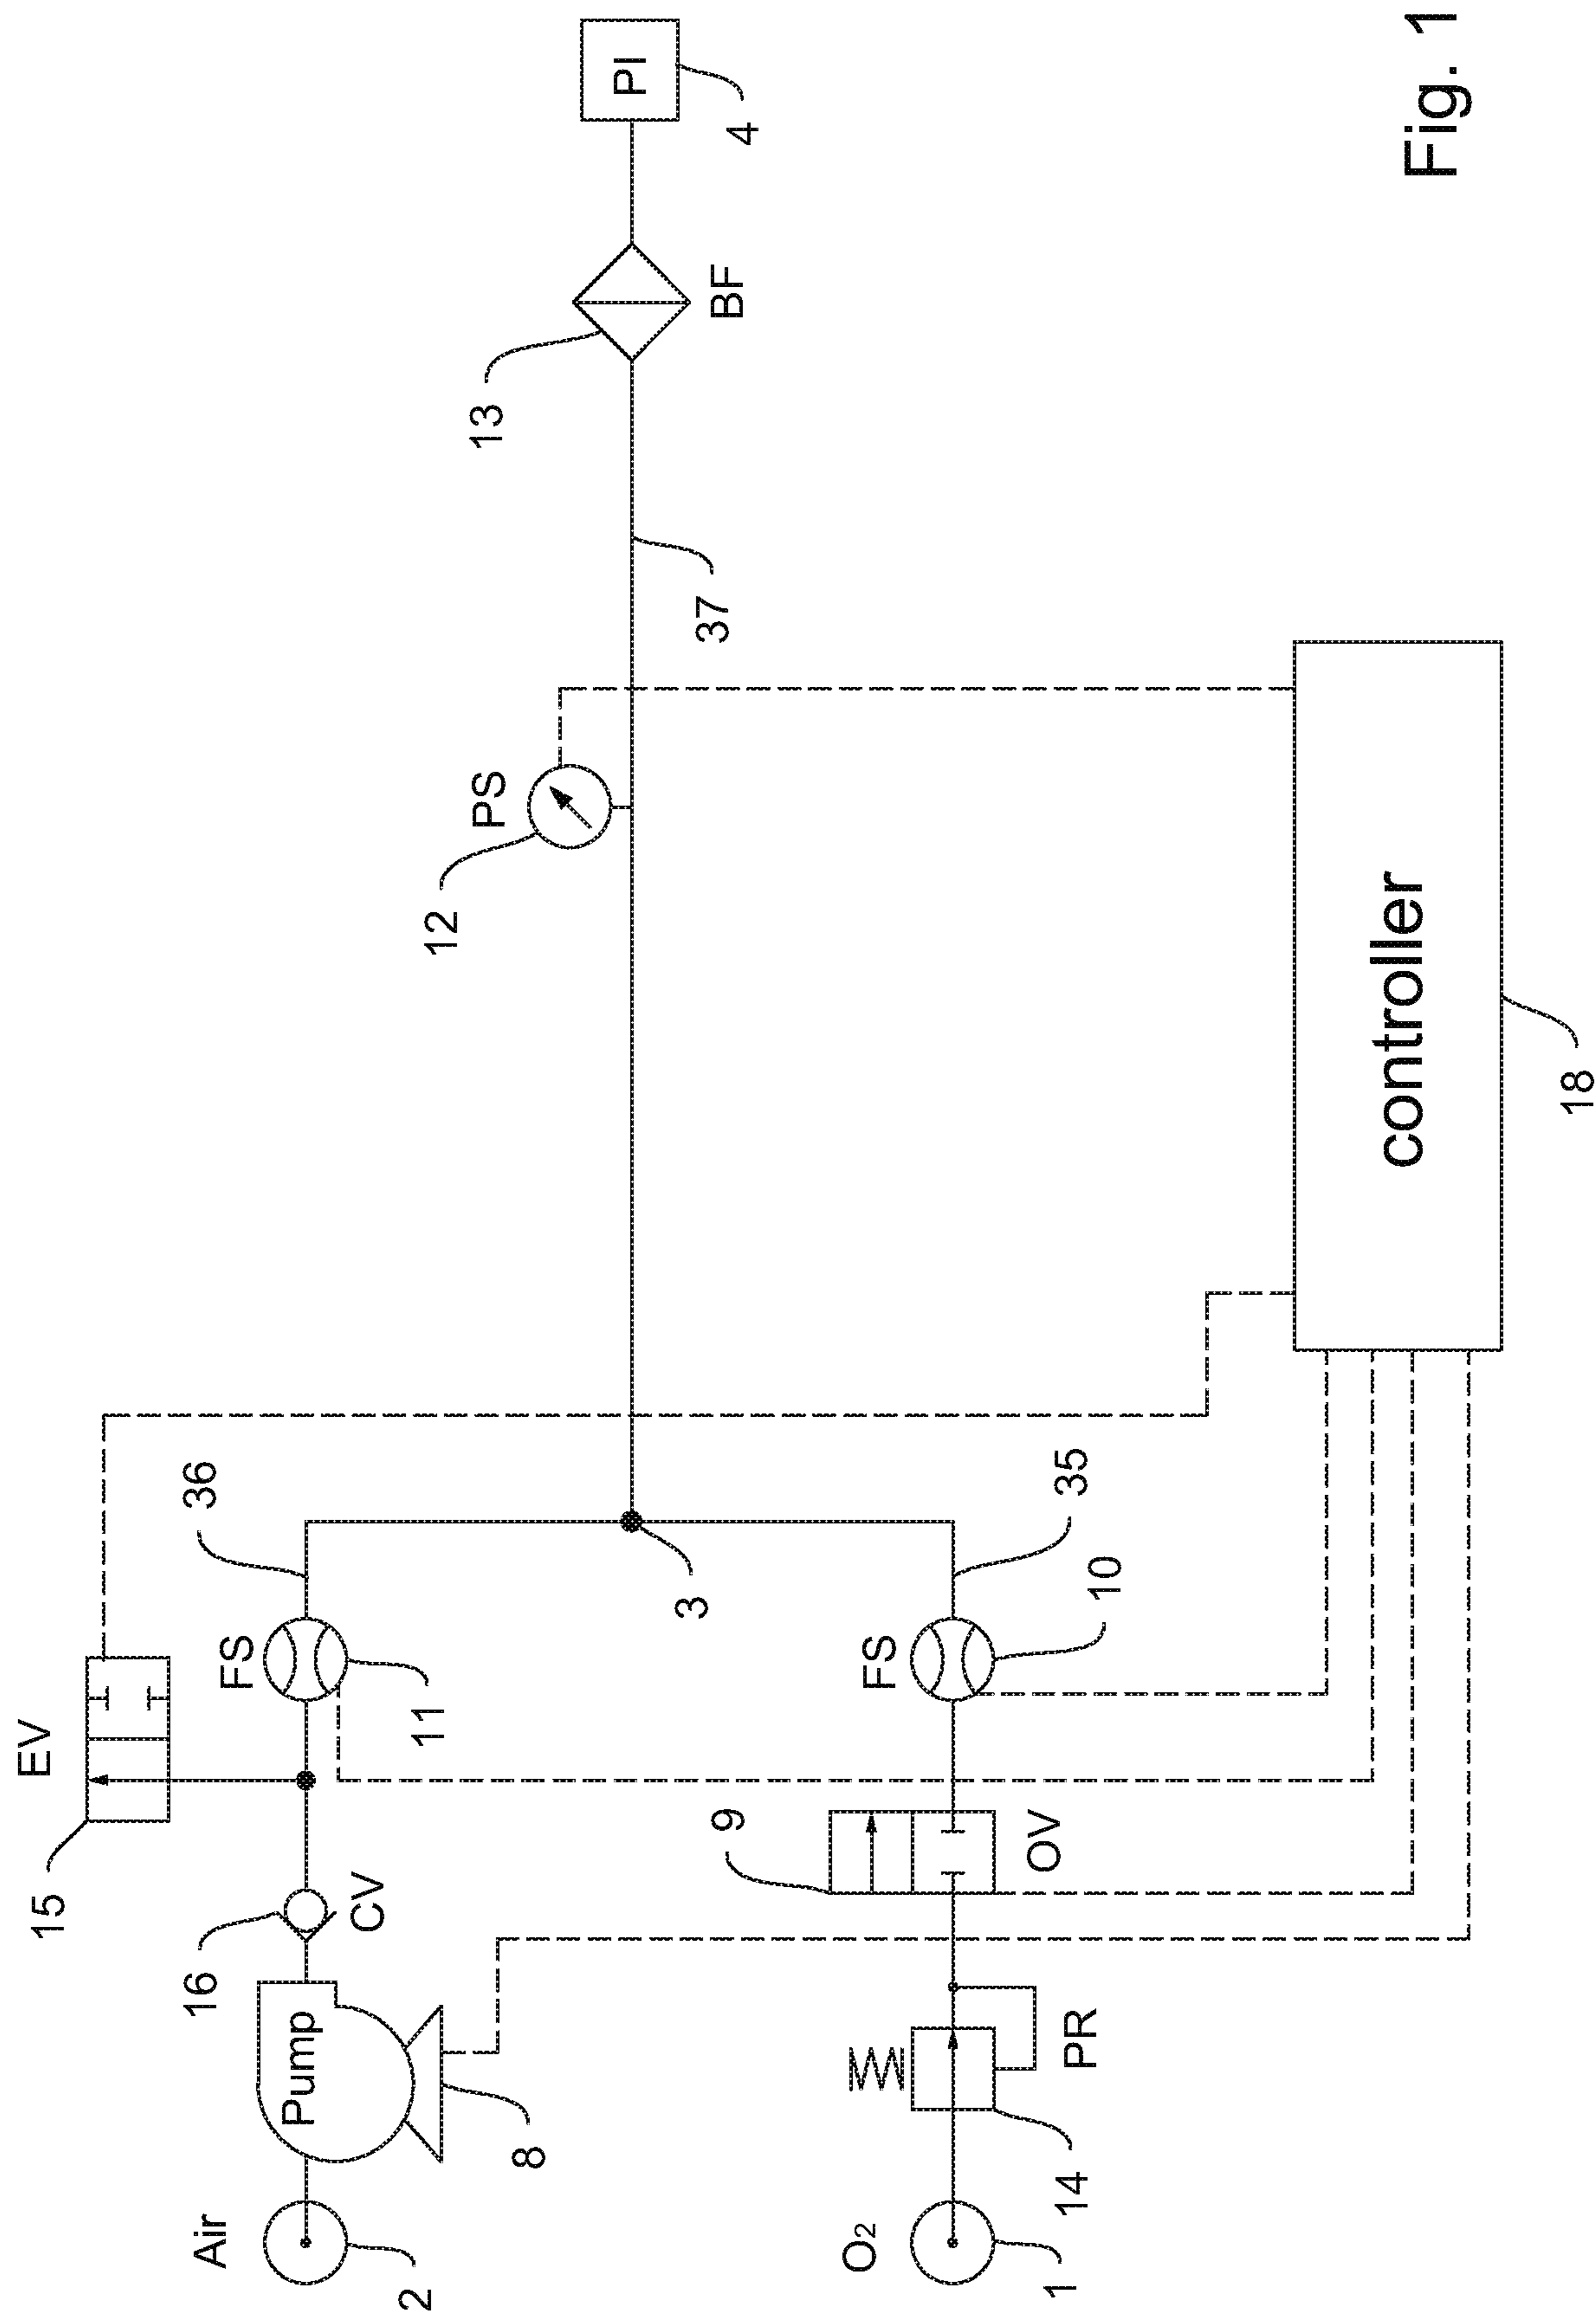 Air
2
Pump
8
16
CV
15
EV
FS
11
36
3
O₂
1
14
PR
9
OV
FS
10
35
12
PS
37
13
BF
PI
4
controller
18
Fig. 1